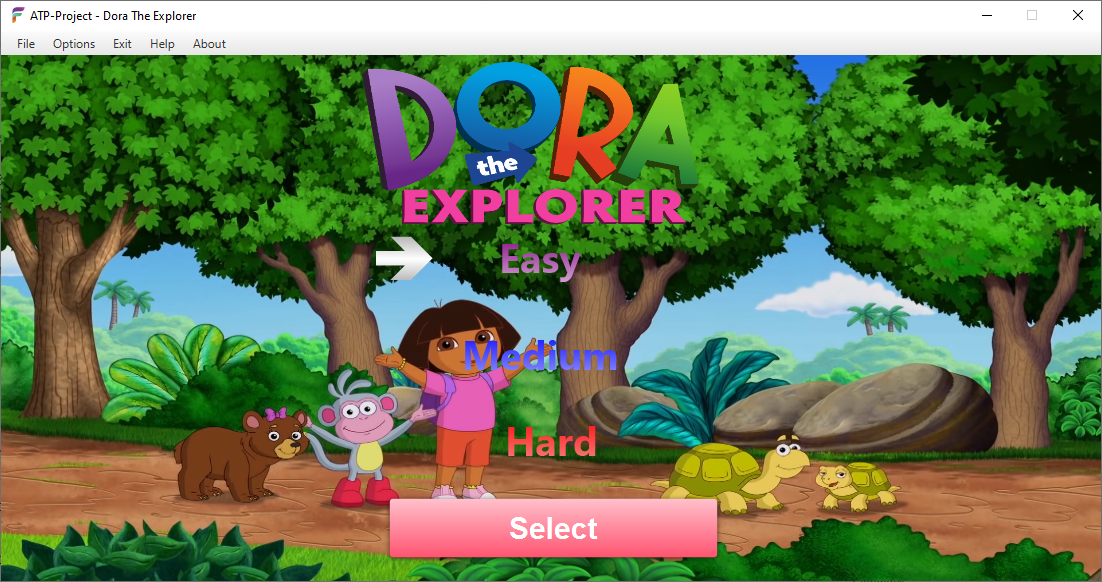 ATP-Project - Dora The Explorer
File Options Exit Help About
DORA
the
EXPLORER
Easy
Medium
Hard
Select